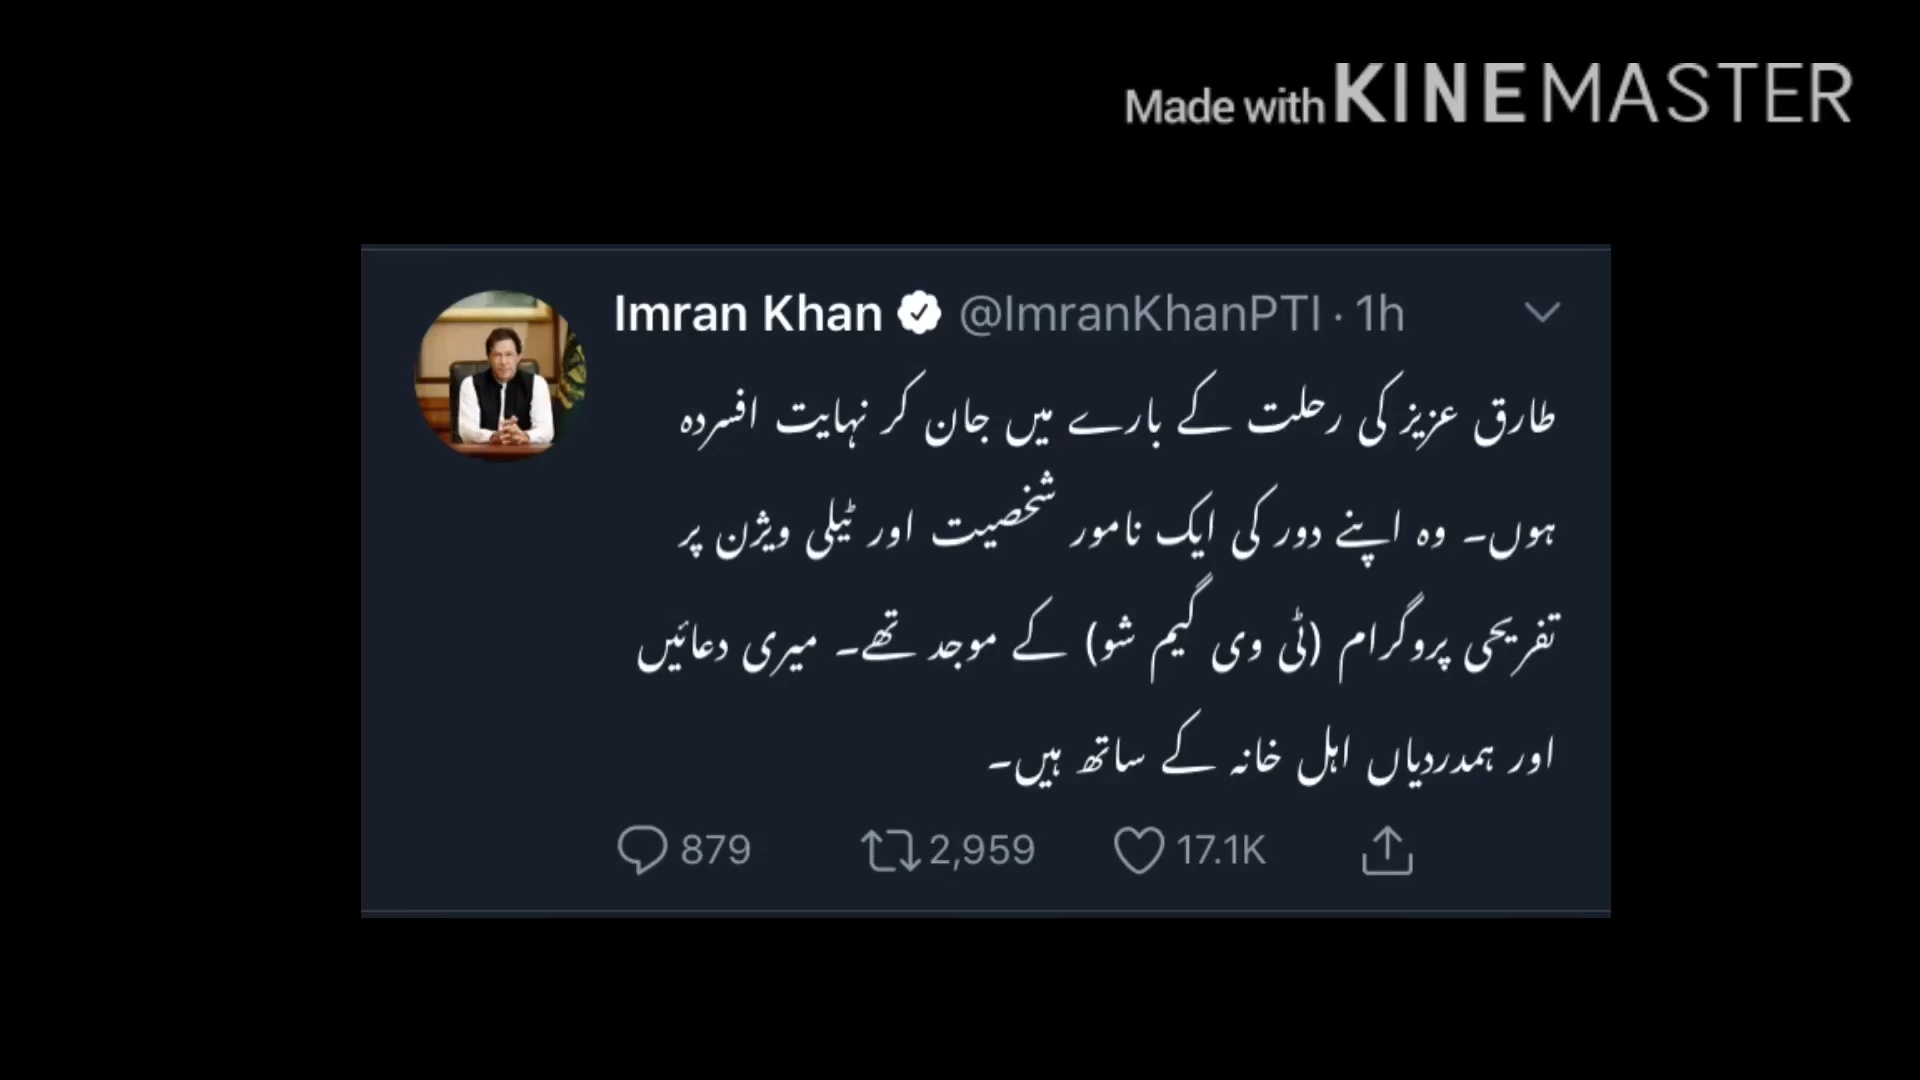 Made with KINEMASTER
Imran Khan @ImranKhanPTI · 1h
طارق عزیز کی رحلت کے بارے میں جان کر نہایت افسردہ
ہوں۔ وہ اپنے دور کی ایک نامور شخصیت اور ٹیلی ویژن پر
تفریحی پروگرام (ٹی وی گیم شو) کے موجد تھے۔ میری دعائیں
اور ہمدردیاں اہل خانہ کے ساتھ ہیں۔
879 2,959 17.1K